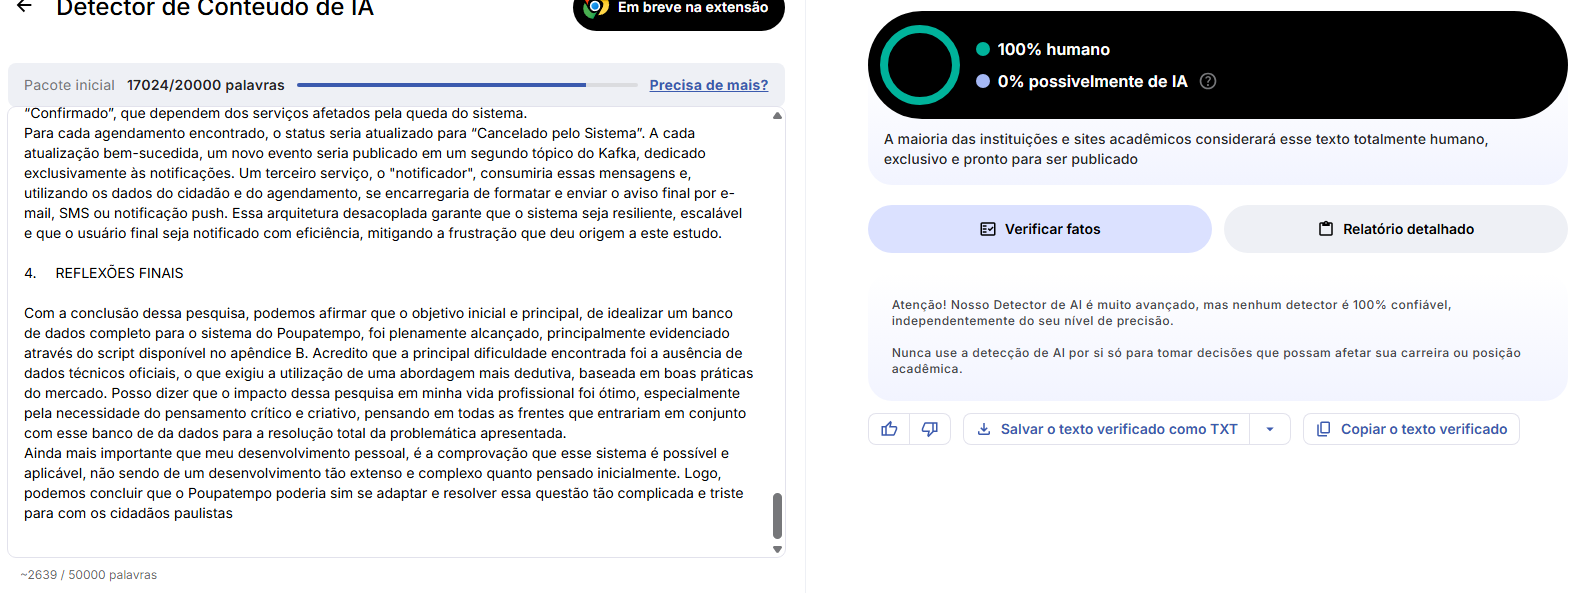 Detector de Conteúdo de IA
Em breve na extensão
Pacote inicial 17024/20000 palavras Precisa de mais?
“Confirmado”, que dependem dos serviços afetados pela queda do sistema.
Para cada agendamento encontrado, o status seria atualizado para “Cancelado pelo Sistema”. A cada
atualização bem-sucedida, um novo evento seria publicado em um segundo tópico do Kafka, dedicado
exclusivamente às notificações. Um terceiro serviço, o "notificador", consumiria essas mensagens e,
utilizando os dados do cidadão e do agendamento, se encarregaria de formatar e enviar o aviso final por e-
mail, SMS ou notificação push. Essa arquitetura desacoplada garante que o sistema seja resiliente, escalável
e que o usuário final seja notificado com eficiência, mitigando a frustração que deu origem a este estudo.
4. REFLEXÕES FINAIS
Com a conclusão dessa pesquisa, podemos afirmar que o objetivo inicial e principal, de idealizar um banco
de dados completo para o sistema do Poupatempo, foi plenamente alcançado, principalmente evidenciado
através do script disponível no apêndice B. Acredito que a principal dificuldade encontrada foi a ausência de
dados técnicos oficiais, o que exigiu a utilização de uma abordagem mais dedutiva, baseada em boas práticas
do mercado. Posso dizer que o impacto dessa pesquisa em minha vida profissional foi ótimo, especialmente
pela necessidade do pensamento crítico e criativo, pensando em todas as frentes que entrariam em conjunto
com esse banco de da dados para a resolução total da problemática apresentada.
Ainda mais importante que meu desenvolvimento pessoal, é a comprovação que esse sistema é possível e
aplicável, não sendo de um desenvolvimento tão extenso e complexo quanto pensado inicialmente. Logo,
podemos concluir que o Poupatempo poderia sim se adaptar e resolver essa questão tão complicada e triste
para com os cidadãos paulistas
~2639 / 50000 palavras
100% humano
0% possivelmente de IA ?
A maioria das instituições e sites acadêmicos considerará esse texto totalmente humano,
exclusivo e pronto para ser publicado
Verificar fatos
Relatório detalhado
Atenção! Nosso Detector de AI é muito avançado, mas nenhum detector é 100% confiável,
independentemente do seu nível de precisão.
Nunca use a detecção de AI por si só para tomar decisões que possam afetar sua carreira ou posição
acadêmica.
Salvar o texto verificado como TXT
Copiar o texto verificado